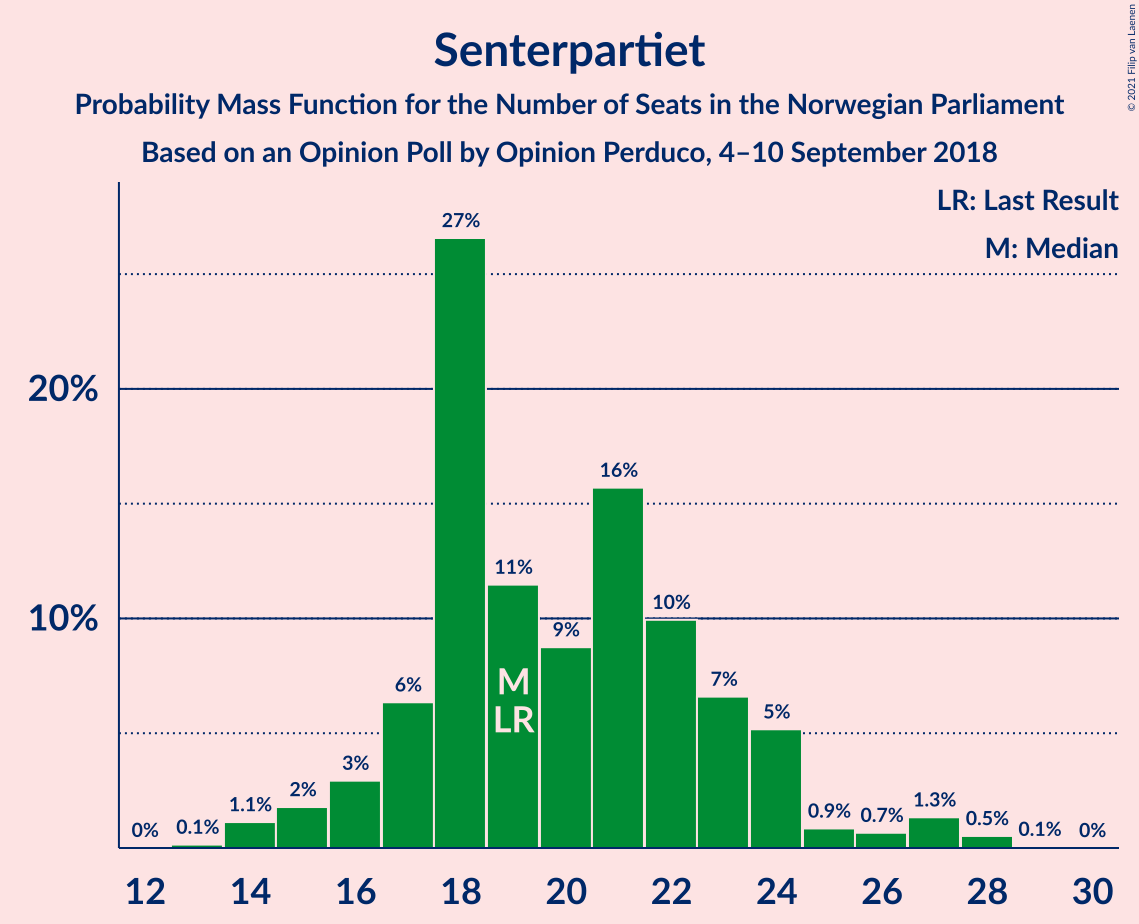 Senterpartiet
Probability Mass Function for the Number of Seats in the Norwegian Parliament
Based on an Opinion Poll by Opinion Perduco, 4–10 September 2018
© 2021 Filip van Laenen
LR: Last Result
M: Median
20%
10%
0%
0.1%
1.1%
2%
3%
6%
27%
11%
9%
16%
10%
7%
5%
0.9%
0.7%
1.3%
0.5%
0.1%
0%
M
LR
12 14 16 18 20 22 24 26 28 30